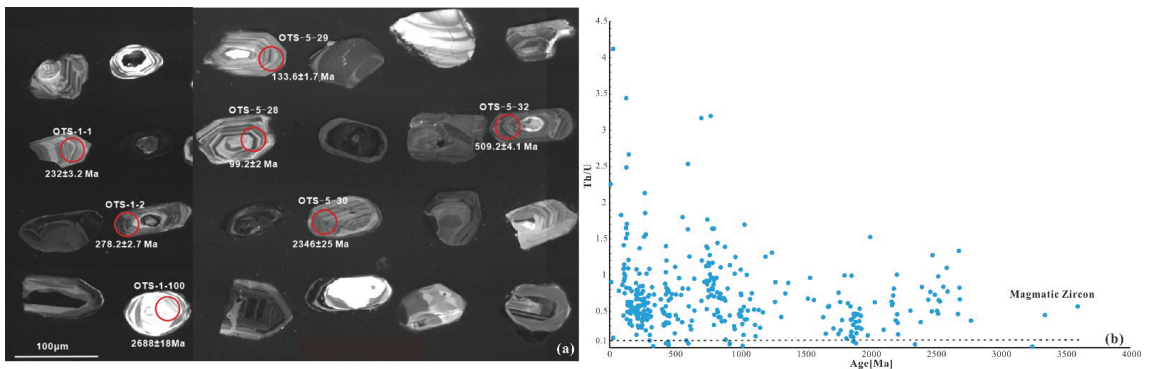 OTS-5-29
133.6±1.7 Ma
OTS-5-28
OTS-5-32
OTS-1-1
99.2±2 Ma
509.2±4.1 Ma
232±3.2 Ma
OTS-1-2
OTS-5-30
278.2±2.7 Ma
2346±25 Ma
OTS-1-100
100μm
2688±18Ma
(a)
4.5
4
3.5
3
2.5
2
1.5
1
0.5
0.1
Th/U
Magmatic Zircon
(b)
0 500 1000 1500 2000 2500 3000 3500 4000
Age[Ma]